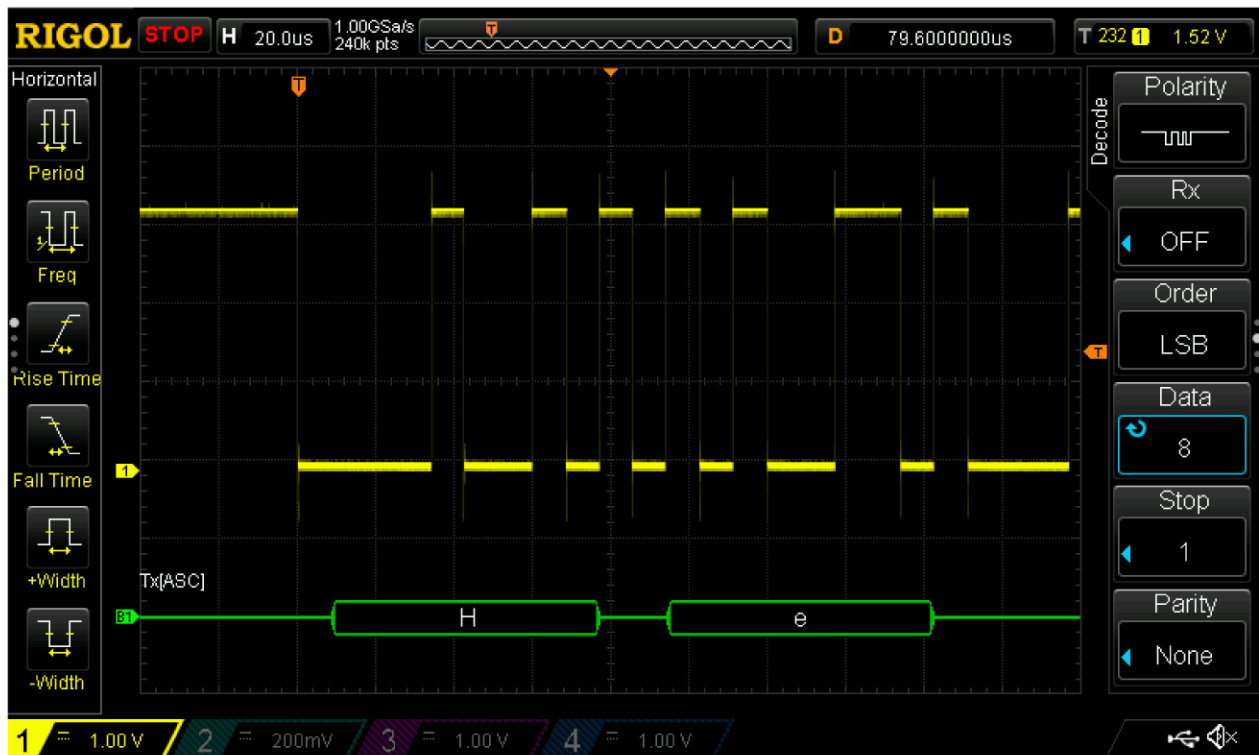 RIGOL STOP H 20.0us 1.00GSa/s 240k pts T D 79.6000000us T 232 1 1.52 V
Horizontal
Period
Freq
Rise Time
Fall Time
+Width
-Width
T
T
1
Tx[ASC]
B1 H e
Decode
Polarity
Rx
OFF
Order
LSB
Data
8
Stop
1
Parity
None
1 = 1.00 V 2 = 200mV 3 = 1.00 V 4 = 1.00 V